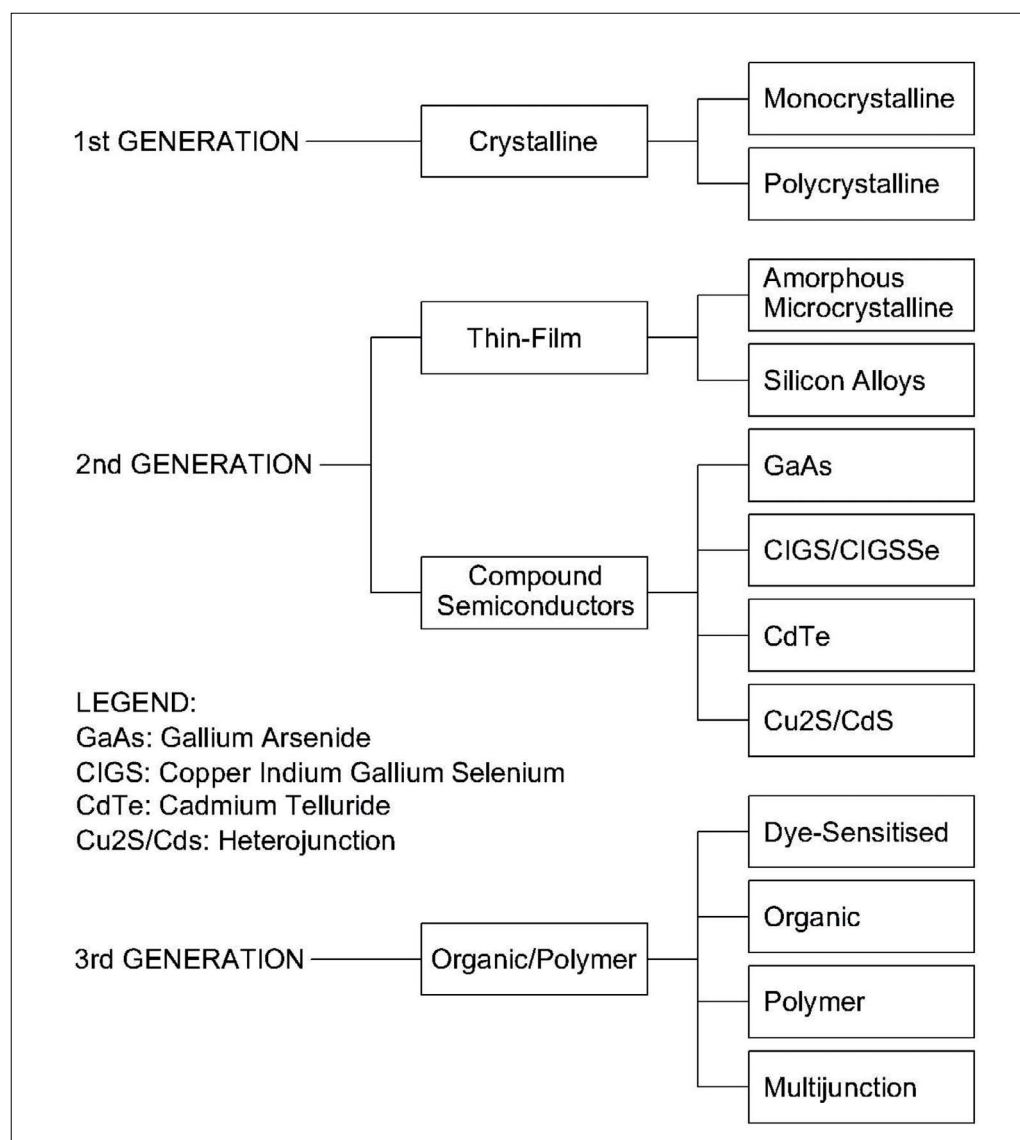 1st GENERATION
Crystalline
Monocrystalline
Polycrystalline
2nd GENERATION
Thin-Film
Amorphous
Microcrystalline
Silicon Alloys
Compound
Semiconductors
GaAs
CIGS/CIGSSe
CdTe
Cu2S/CdS
LEGEND:
GaAs: Gallium Arsenide
CIGS: Copper Indium Gallium Selenium
CdTe: Cadmium Telluride
Cu2S/Cds: Heterojunction
3rd GENERATION
Organic/Polymer
Dye-Sensitised
Organic
Polymer
Multijunction